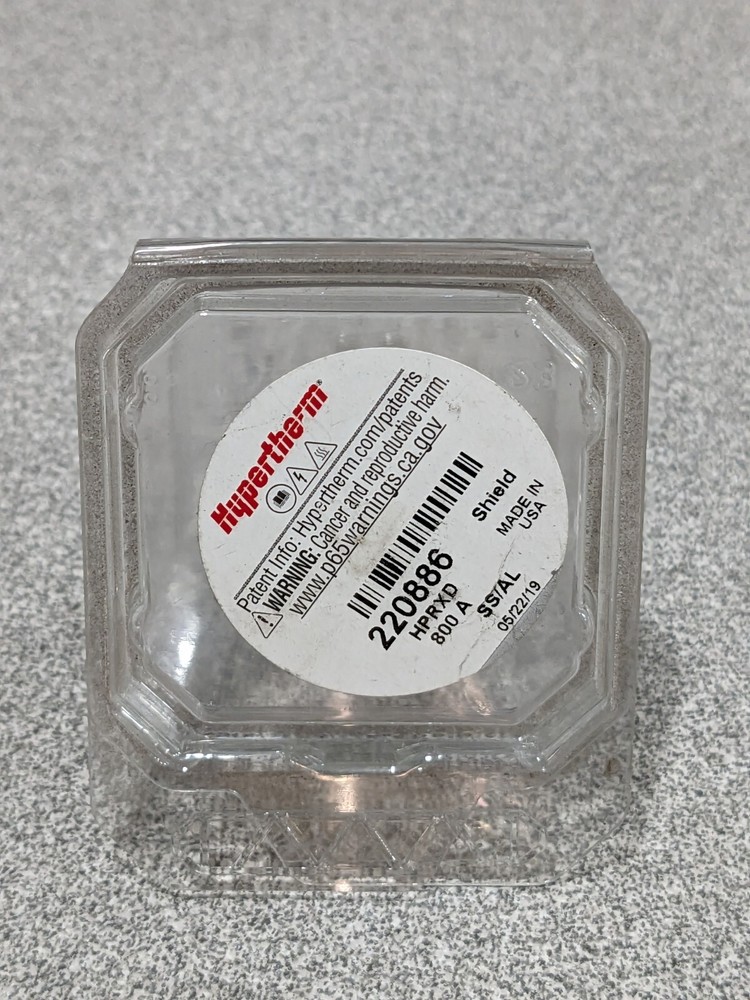 Hypertherm®
Patent Info: Hypertherm.com/patents
WARNING: Cancer and reproductive harm.
www.p65warnings.ca.gov
220886
HPRXD
800 A
Shield
SS/AL
MADE IN
USA
05/22/19